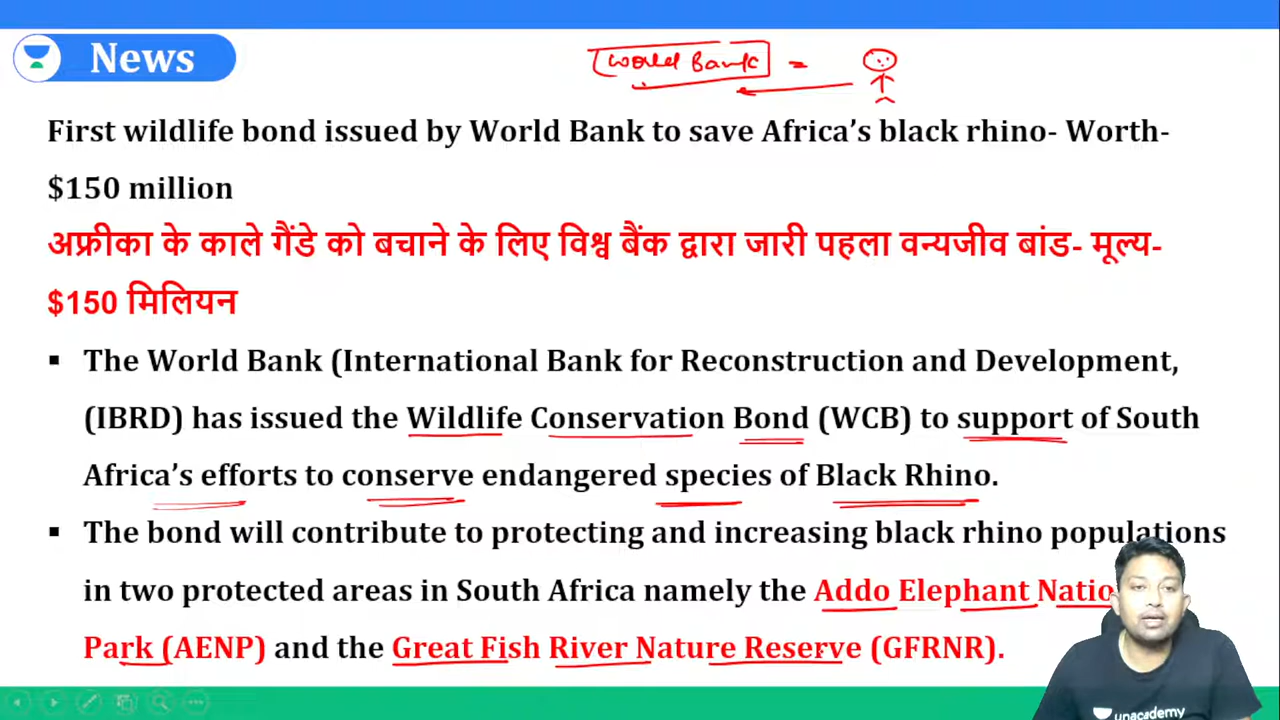 News
World Bank =
First wildlife bond issued by World Bank to save Africa's black rhino- Worth-
$150 million
अफ्रीका के काले गैंडे को बचाने के लिए विश्व बैंक द्वारा जारी पहला वन्यजीव बांड- मूल्य-
$150 मिलियन
▪ The World Bank (International Bank for Reconstruction and Development,
(IBRD) has issued the Wildlife Conservation Bond (WCB) to support of South
Africa's efforts to conserve endangered species of Black Rhino.
▪ The bond will contribute to protecting and increasing black rhino populations
in two protected areas in South Africa namely the Addo Elephant Natio
Park (AENP) and the Great Fish River Nature Reserve (GFRNR).
unacademy